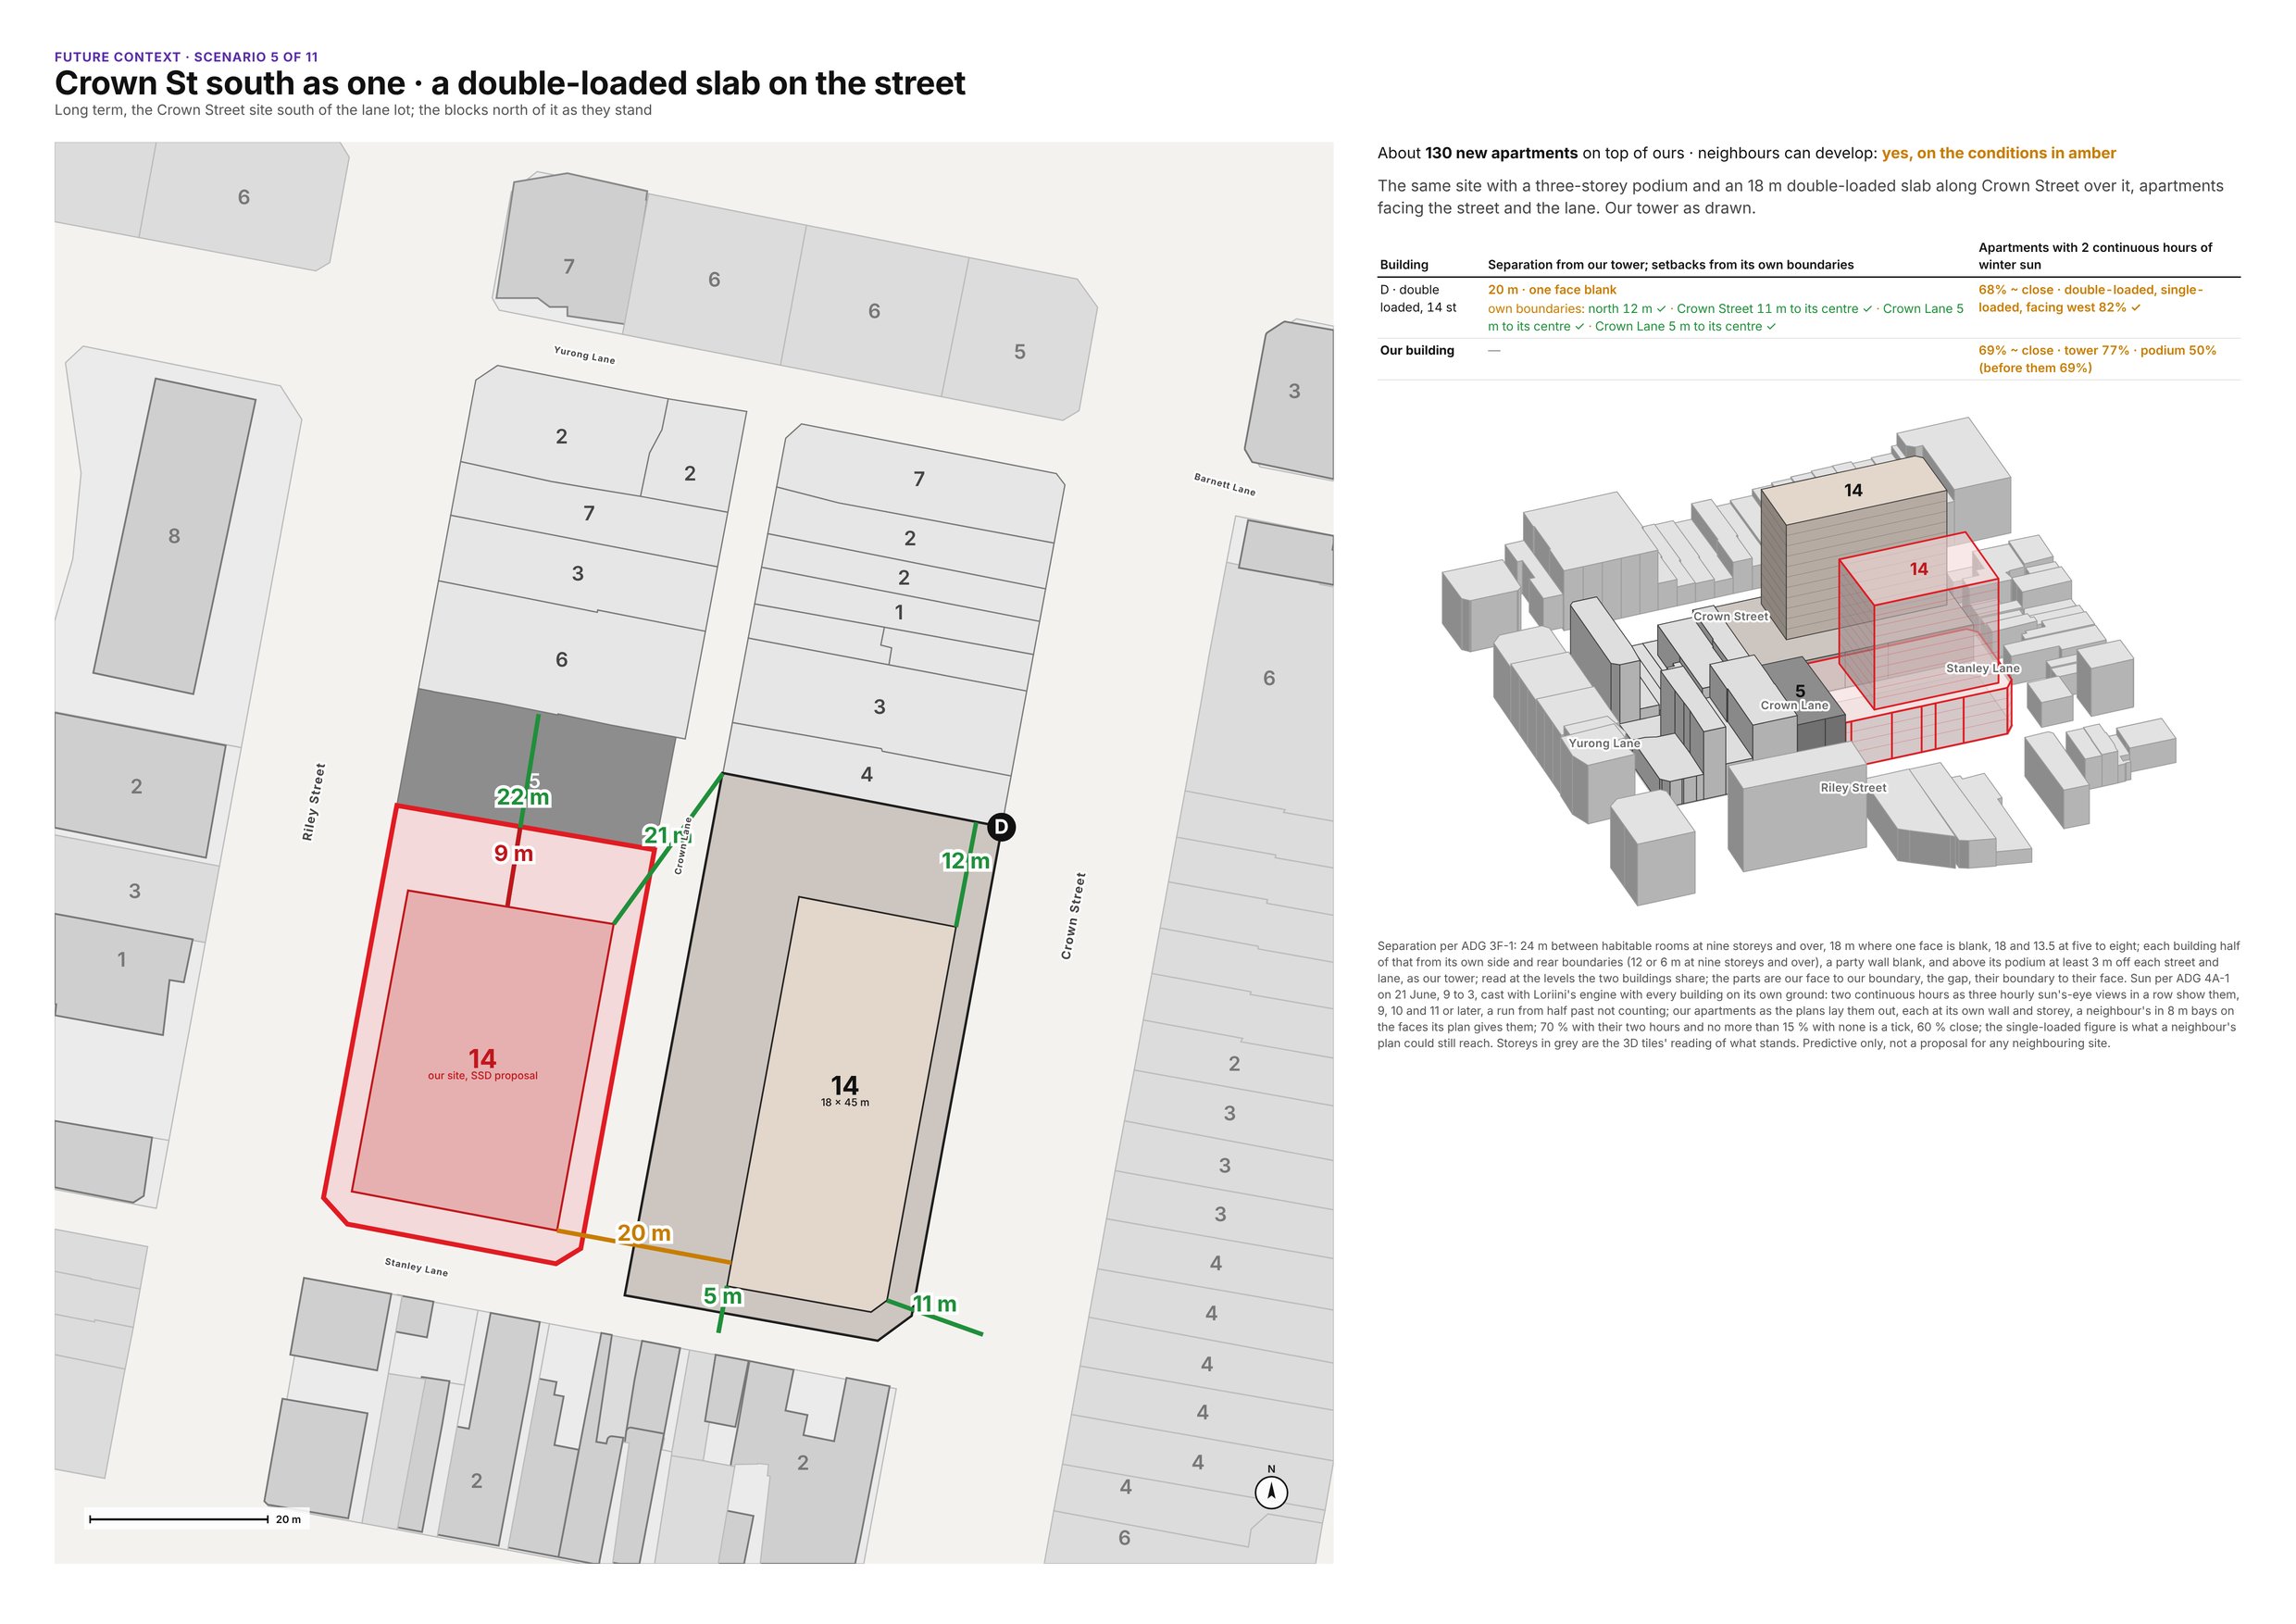 FUTURE CONTEXT · SCENARIO 5 OF 11
Crown St south as one · a double-loaded slab on the street
Long term, the Crown Street site south of the lane lot; the blocks north of it as they stand
6
7
6
6
5
3
Yurong Lane
Barnett Lane
2
2
7
3
6
7
2
2
1
3
4
8
2
3
1
6
5
22 m
9 m
21 m
12 m
D
Riley Street
Crown Lane
Crown Street
14
our site, SSD proposal
14
18 × 45 m
20 m
5 m
11 m
Stanley Lane
2
3
3
3
4
4
4
4
4
4
6
2
2
N
20 m
About 130 new apartments on top of ours · neighbours can develop: yes, on the conditions in amber
The same site with a three-storey podium and an 18 m double-loaded slab along Crown Street over it, apartments
facing the street and the lane. Our tower as drawn.
Building
Separation from our tower; setbacks from its own boundaries
Apartments with 2 continuous hours of
winter sun
D · double
loaded, 14 st
20 m · one face blank
own boundaries: north 12 m ✓ · Crown Street 11 m to its centre ✓ · Crown Lane 5
m to its centre ✓ · Crown Lane 5 m to its centre ✓
68% ~ close · double-loaded, single-
loaded, facing west 82% ✓
Our building
—
69% ~ close · tower 77% · podium 50%
(before them 69%)
14
14
5
Crown Street
Stanley Lane
Crown Lane
Yurong Lane
Riley Street
Separation per ADG 3F-1: 24 m between habitable rooms at nine storeys and over, 18 m where one face is blank, 18 and 13.5 at five to eight; each building half
of that from its own side and rear boundaries (12 or 6 m at nine storeys and over), a party wall blank, and above its podium at least 3 m off each street and
lane, as our tower; read at the levels the two buildings share; the parts are our face to our boundary, the gap, their boundary to their face. Sun per ADG 4A-1
on 21 June, 9 to 3, cast with Loriini's engine with every building on its own ground: two continuous hours as three hourly sun's-eye views in a row show them,
9, 10 and 11 or later, a run from half past not counting; our apartments as the plans lay them out, each at its own wall and storey, a neighbour's in 8 m bays on
the faces its plan gives them; 70 % with their two hours and no more than 15 % with none is a tick, 60 % close; the single-loaded figure is what a neighbour's
plan could still reach. Storeys in grey are the 3D tiles' reading of what stands. Predictive only, not a proposal for any neighbouring site.